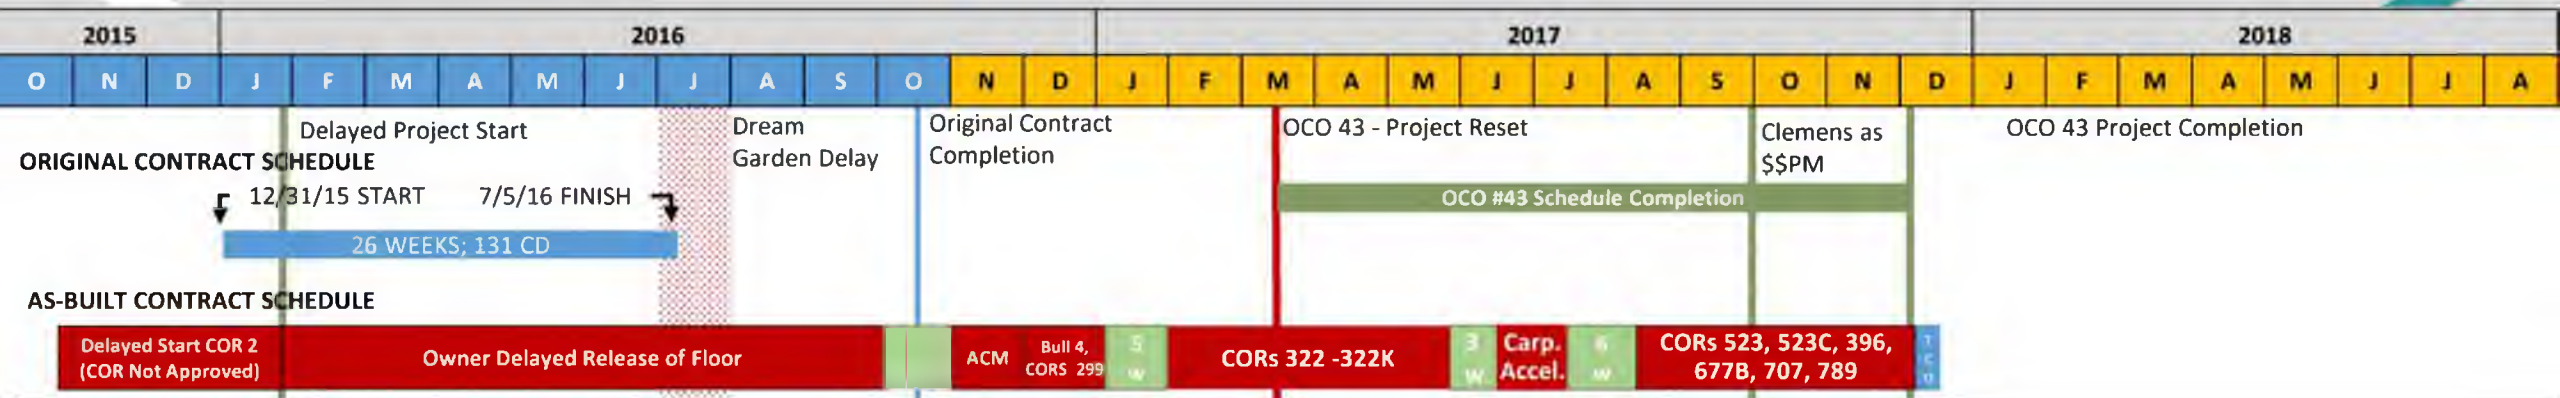 2015 2016 2017 2018
O N D J F M A M J J A S O N D J F M A M J J A S O N D J F M A M J J A
Delayed Project Start
Dream
Garden Delay
Original Contract
Completion
OCO 43 - Project Reset
Clemens as
$$PM
OCO 43 Project Completion
ORIGINAL CONTRACT SCHEDULE
12/31/15 START 7/5/16 FINISH
OCO #43 Schedule Completion
26 WEEKS; 131 CD
AS-BUILT CONTRACT SCHEDULE
Delayed Start COR 2
(COR Not Approved)
Owner Delayed Release of Floor
ACM
Bull 4,
CORS 299
5
w
CORs 322 -322K
3
w
Carp.
Accel.
6
w
CORs 523, 523C, 396,
677B, 707, 789
T
C
O